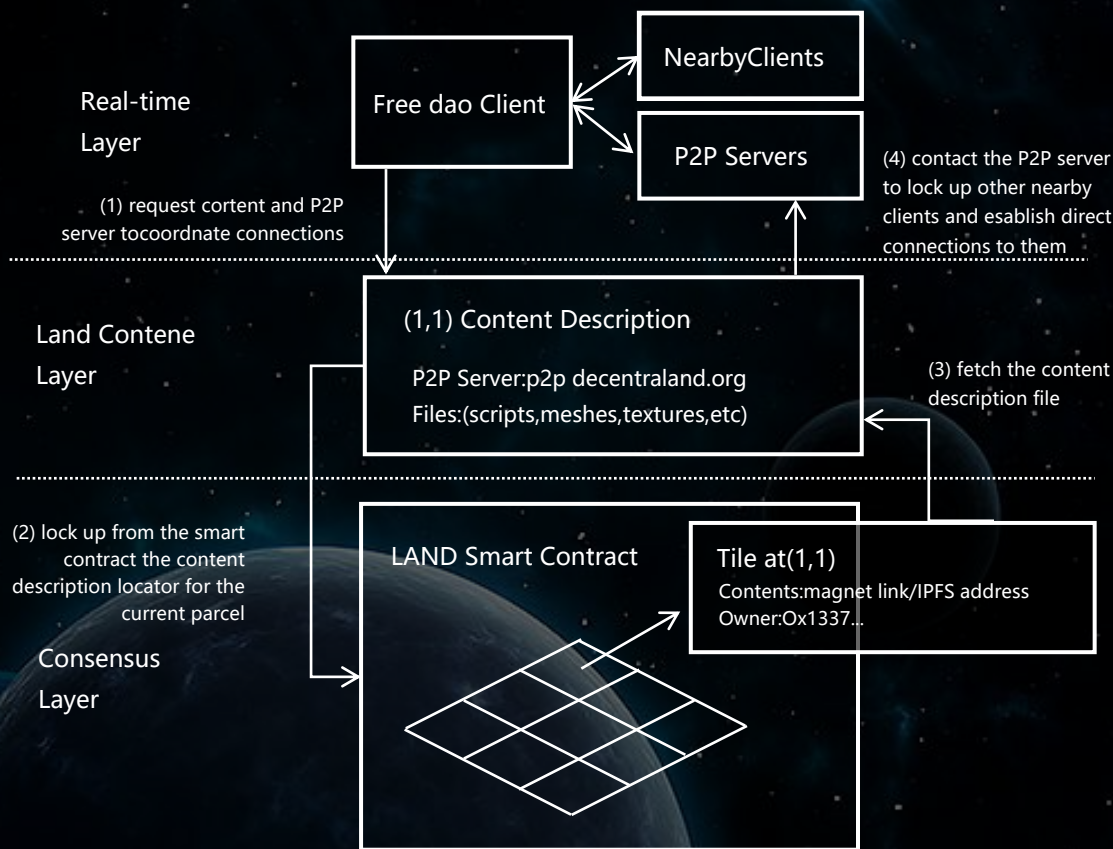 Real-time
Layer
Free dao Client
NearbyClients
P2P Servers
(1) request cortent and P2P
server tocoordnate connections
(4) contact the P2P server
to lock up other nearby
clients and esablish direct
connections to them
Land Contene
Layer
(1,1) Content Description
P2P Server:p2p decentraland.org
Files:(scripts,meshes,textures,etc)
(3) fetch the content
description file
(2) lock up from the smart
contract the content
description locator for the
current parcel
Consensus
Layer
LAND Smart Contract
Tile at(1,1)
Contents:magnet link/IPFS address
Owner:Ox1337...